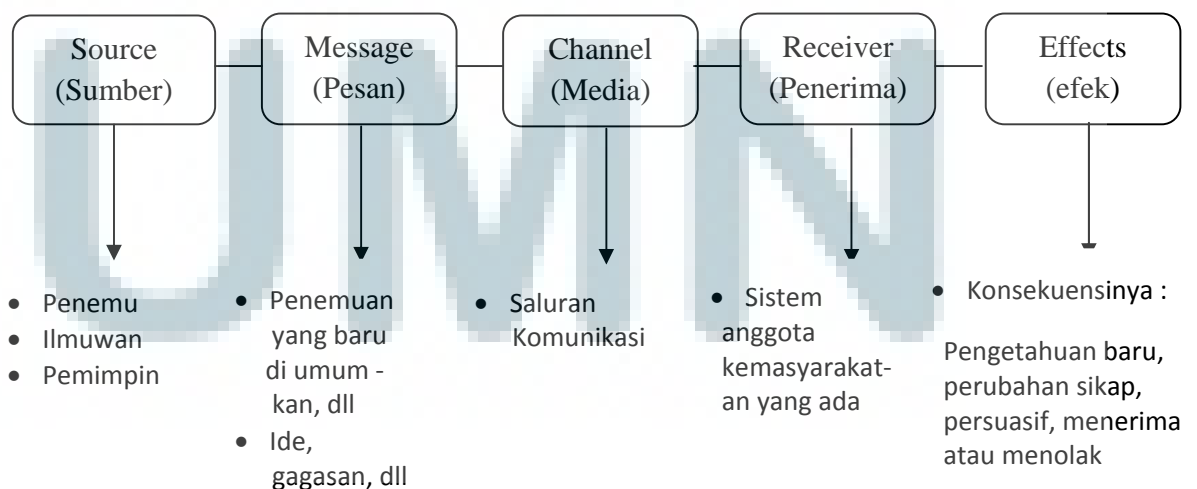 Source
(Sumber)
Message
(Pesan)
Channel
(Media)
Receiver
(Penerima)
Effects
(efek)
• Penemu
• Ilmuwan
• Pemimpin
• Penemuan
yang baru
di umum -
kan, dll
• Ide,
gagasan, dll
• Saluran
Komunikasi
• Sistem
anggota
kemasyarakat-
an yang ada
• Konsekuensinya :
Pengetahuan baru,
perubahan sikap,
persuasif, menerima
atau menolak
UMN